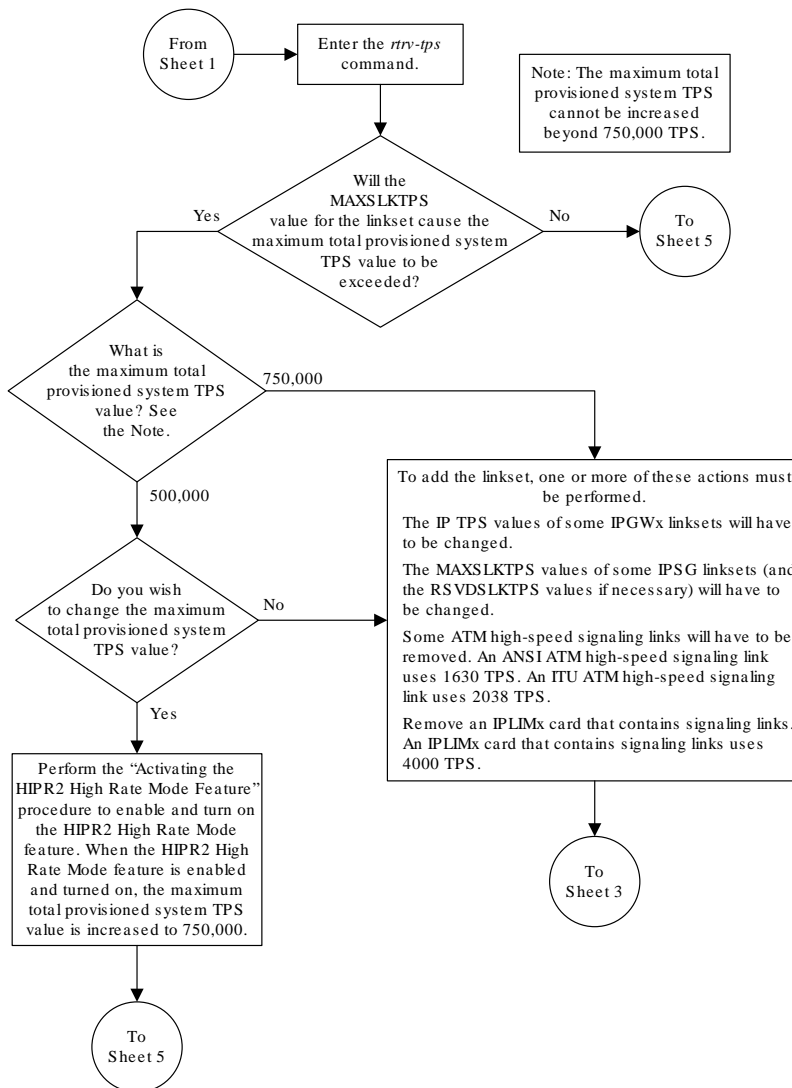 From
Sheet 1
Enter the rtrv-tps
command.
Note: The maximum total
provisioned system TPS
cannot be increased
beyond 750,000 TPS.
Will the
MAXSLKTPS
value for the linkset cause the
maximum total provisioned system
TPS value to be
exceeded?
Yes
No
To
Sheet 5
What is
the maximum total
provisioned system TPS
value? See
the Note.
750,000
500,000
To add the linkset, one or more of these actions must
be performed.
The IP TPS values of some IPGWx linksets will have
to be changed.
The MAXSLKTPS values of some IPSG linksets (and
the RSVDSLKTPS values if necessary) will have to
be changed.
Some ATM high-speed signaling links will have to be
removed. An ANSI ATM high-speed signaling link
uses 1630 TPS. An ITU ATM high-speed signaling
link uses 2038 TPS.
Remove an IPLIMx card that contains signaling links.
An IPLIMx card that contains signaling links uses
4000 TPS.
Do you wish
to change the maximum
total provisioned system
TPS value?
No
Yes
Perform the “Activating the
HIPR2 High Rate Mode Feature”
procedure to enable and turn on
the HIPR2 High Rate Mode
feature. When the HIPR2 High
Rate Mode feature is enabled
and turned on, the maximum
total provisioned system TPS
value is increased to 750,000.
To
Sheet 3
To
Sheet 5